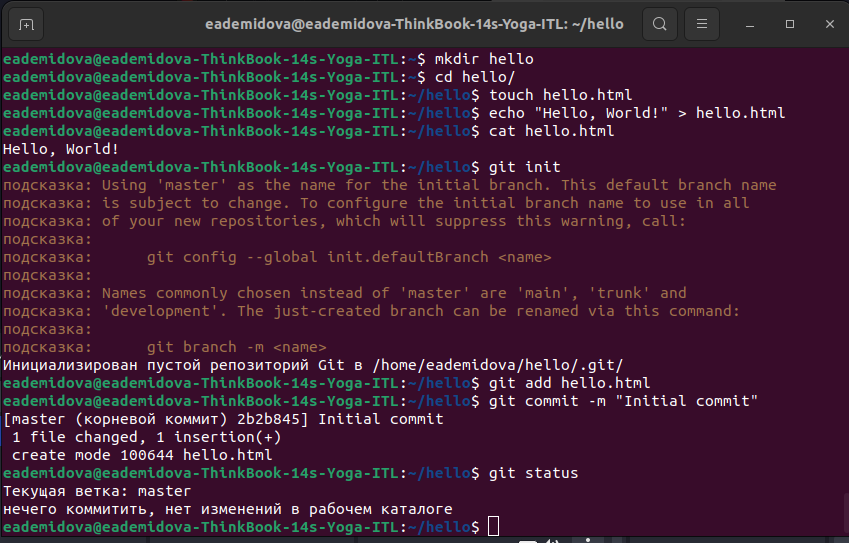 eademidova@eademidova-ThinkBook-14s-Yoga-ITL: ~/hello
eademidova@eademidova-ThinkBook-14s-Yoga-ITL:~$ mkdir hello
eademidova@eademidova-ThinkBook-14s-Yoga-ITL:~$ cd hello/
eademidova@eademidova-ThinkBook-14s-Yoga-ITL:~/hello$ touch hello.html
eademidova@eademidova-ThinkBook-14s-Yoga-ITL:~/hello$ echo "Hello, World!" > hello.html
eademidova@eademidova-ThinkBook-14s-Yoga-ITL:~/hello$ cat hello.html
Hello, World!
eademidova@eademidova-ThinkBook-14s-Yoga-ITL:~/hello$ git init
подсказка: Using 'master' as the name for the initial branch. This default branch name
подсказка: is subject to change. To configure the initial branch name to use in all
подсказка: of your new repositories, which will suppress this warning, call:
подсказка:
подсказка:      git config --global init.defaultBranch <name>
подсказка:
подсказка: Names commonly chosen instead of 'master' are 'main', 'trunk' and
подсказка: 'development'. The just-created branch can be renamed via this command:
подсказка:
подсказка:      git branch -m <name>
Инициализирован пустой репозиторий Git в /home/eademidova/hello/.git/
eademidova@eademidova-ThinkBook-14s-Yoga-ITL:~/hello$ git add hello.html
eademidova@eademidova-ThinkBook-14s-Yoga-ITL:~/hello$ git commit -m "Initial commit"
[master (корневой коммит) 2b2b845] Initial commit
 1 file changed, 1 insertion(+)
 create mode 100644 hello.html
eademidova@eademidova-ThinkBook-14s-Yoga-ITL:~/hello$ git status
Текущая ветка: master
нечего коммитить, нет изменений в рабочем каталоге
eademidova@eademidova-ThinkBook-14s-Yoga-ITL:~/hello$